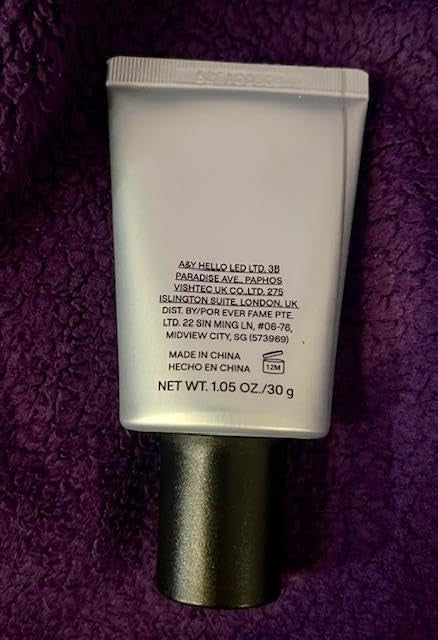 A&Y HELLO LED LTD. 3B
PARADISE AVE., PAPHOS
VISHTEC UK CO.,LTD. 275
ISLINGTON SUITE, LONDON, UK
DIST. BY/POR EVER FAME PTE.
LTD. 22 SIN MING LN, #06-76,
MIDVIEW CITY, SG (573969)
MADE IN CHINA
HECHO EN CHINA
12M
NET WT. 1.05 OZ./30 g